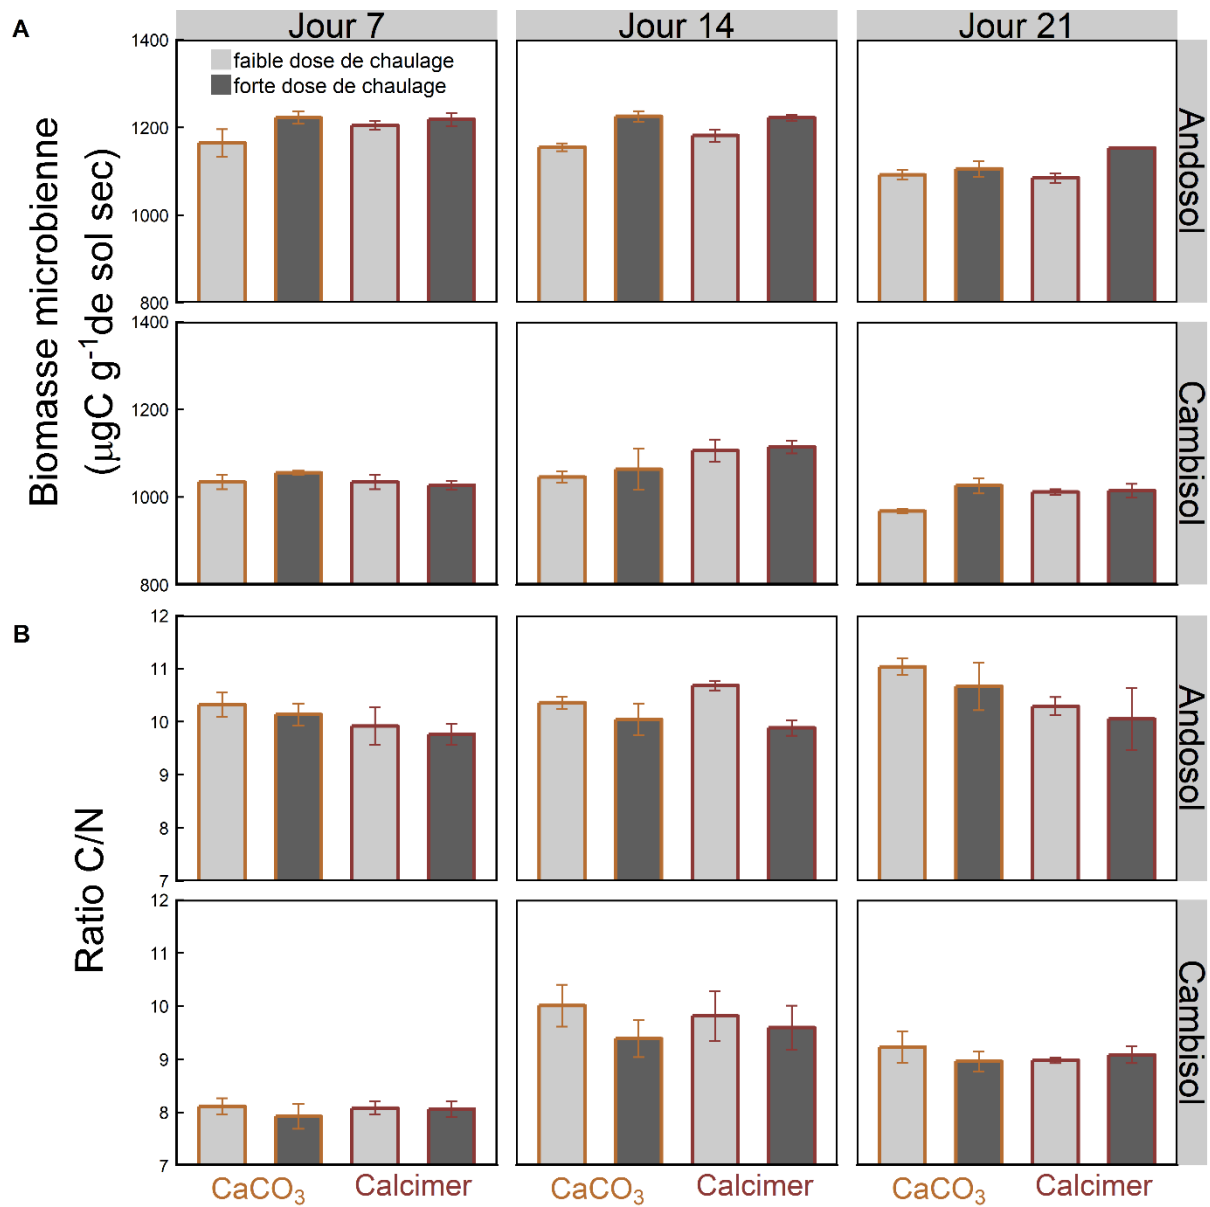 A
Jour 7
Jour 14
Jour 21
faible dose de chaulage
forte dose de chaulage
Biomasse microbienne
(μgC g⁻¹de sol sec)
1400
1200
1000
800
Andosol
1400
1200
1000
800
Cambisol
B
Ratio C/N
12
11
10
9
8
7
Andosol
12
11
10
9
8
7
Cambisol
CaCO₃
Calcimer
CaCO₃
Calcimer
CaCO₃
Calcimer